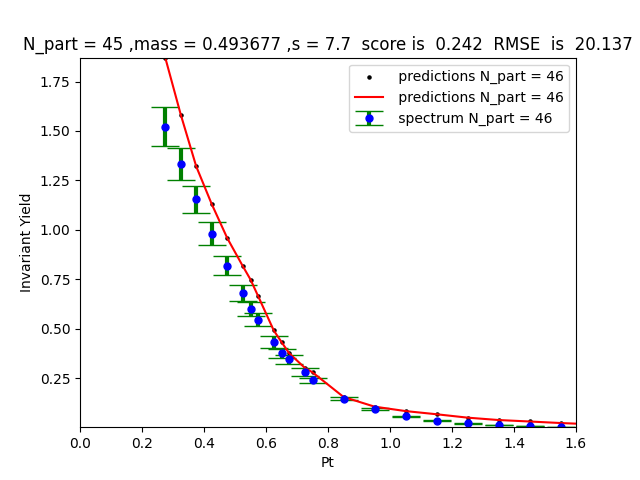 N_part = 45 ,mass = 0.493677 ,s = 7.7  score is  0.242  RMSE  is  20.137
predictions N_part = 46
predictions N_part = 46
spectrum N_part = 46
Invariant Yield
1.75
1.50
1.25
1.00
0.75
0.50
0.25
0.0 0.2 0.4 0.6 0.8 1.0 1.2 1.4 1.6
Pt